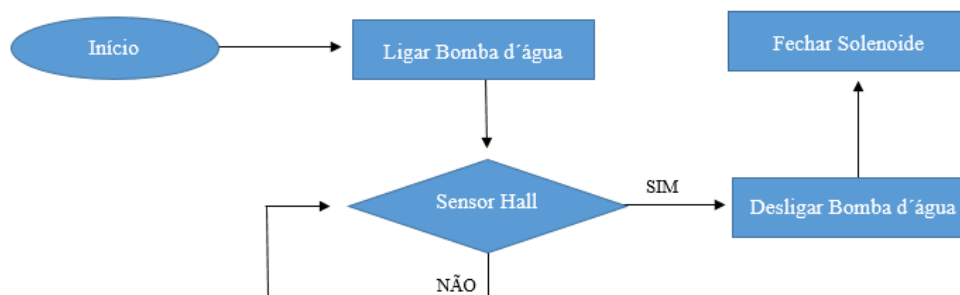 Início
Ligar Bomba d´água
Fechar Solenoide
Sensor Hall
SIM
Desligar Bomba d´água
NÃO